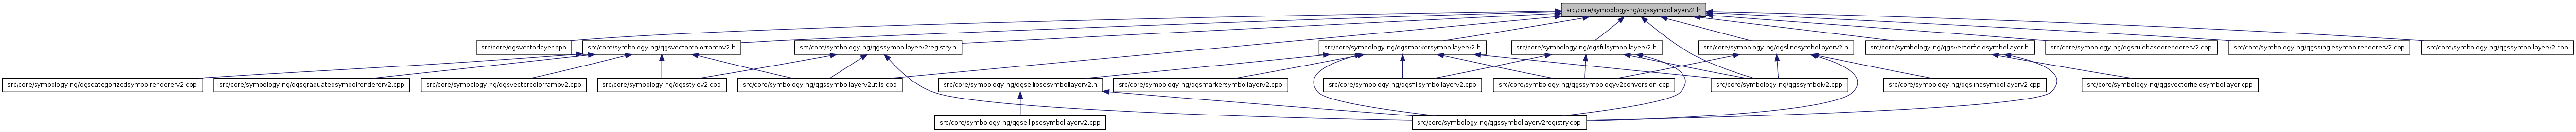 src/core/symbology-ng/qgssymbollayerv2.h
src/core/qgsvectorlayer.cpp
src/core/symbology-ng/qgsvectorcolorrampv2.h
src/core/symbology-ng/qgssymbollayerv2registry.h
src/core/symbology-ng/qgsmarkersymbollayerv2.h
src/core/symbology-ng/qgsfillsymbollayerv2.h
src/core/symbology-ng/qgslinesymbollayerv2.h
src/core/symbology-ng/qgsvectorfieldsymbollayer.h
src/core/symbology-ng/qgsrulebasedrendererv2.cpp
src/core/symbology-ng/qgssinglesymbolrendererv2.cpp
src/core/symbology-ng/qgssymbollayerv2.cpp
src/core/symbology-ng/qgscategorizedsymbolrendererv2.cpp
src/core/symbology-ng/qgsgraduatedsymbolrendererv2.cpp
src/core/symbology-ng/qgsvectorcolorrampv2.cpp
src/core/symbology-ng/qgsstylev2.cpp
src/core/symbology-ng/qgssymbollayerv2utils.cpp
src/core/symbology-ng/qgsellipsesymbollayerv2.h
src/core/symbology-ng/qgsmarkersymbollayerv2.cpp
src/core/symbology-ng/qgsfillsymbollayerv2.cpp
src/core/symbology-ng/qgssymbologyv2conversion.cpp
src/core/symbology-ng/qgssymbolv2.cpp
src/core/symbology-ng/qgslinesymbollayerv2.cpp
src/core/symbology-ng/qgsvectorfieldsymbollayer.cpp
src/core/symbology-ng/qgsellipsesymbollayerv2.cpp
src/core/symbology-ng/qgssymbollayerv2registry.cpp